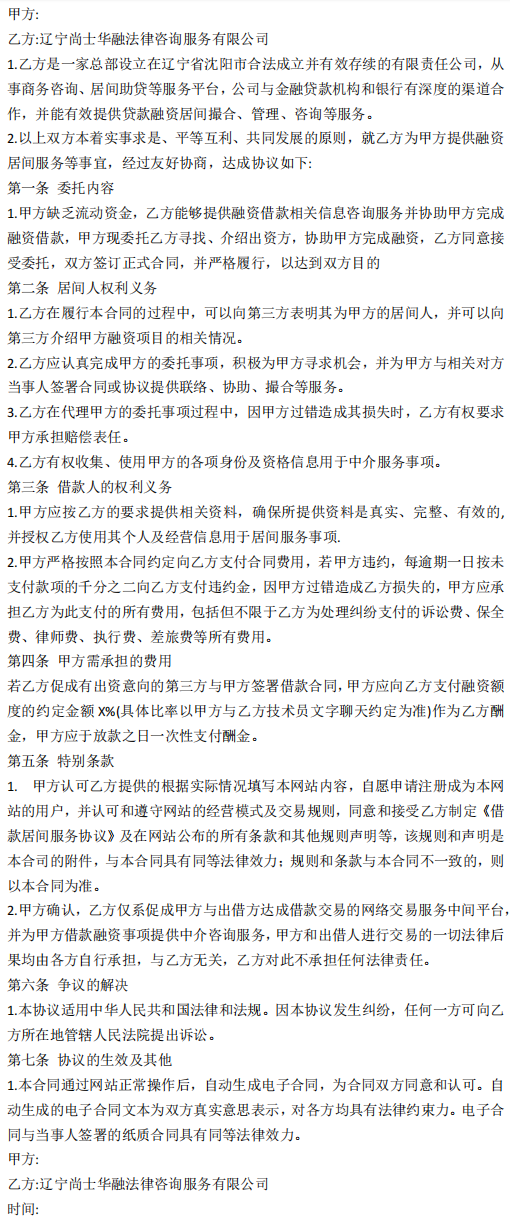 甲方:
乙方:辽宁尚士华融法律咨询服务有限公司
1.乙方是一家总部设立在辽宁省沈阳市合法成立并有效存续的有限责任公司，从
事商务咨询、居间助贷等服务平台，公司与金融贷款机构和银行有深度的渠道合
作，并能有效提供贷款融资居间撮合、管理、咨询等服务。
2.以上双方本着实事求是、平等互利、共同发展的原则，就乙方为甲方提供融资
居间服务等事宜，经过友好协商，达成协议如下:
第一条 委托内容
1.甲方缺乏流动资金，乙方能够提供融资借款相关信息咨询服务并协助甲方完成
融资借款，甲方现委托乙方寻找、介绍出资方，协助甲方完成融资，乙方同意接
受委托，双方签订正式合同，并严格履行，以达到双方目的
第二条 居间人权利义务
1.乙方在履行本合同的过程中，可以向第三方表明其为甲方的居间人，并可以向
第三方介绍甲方融资项目的相关情况。
2.乙方应认真完成甲方的委托事项，积极为甲方寻求机会，并为甲方与相关对方
当事人签署合同或协议提供联络、协助、撮合等服务。
3.乙方在代理甲方的委托事项过程中，因甲方过错造成其损失时，乙方有权要求
甲方承担赔偿表任。
4.乙方有权收集、使用甲方的各项身份及资格信息用于中介服务事项。
第三条 借款人的权利义务
1.甲方应按乙方的要求提供相关资料，确保所提供资料是真实、完整、有效的,
并授权乙方使用其个人及经营信息用于居间服务事项.
2.甲方严格按照本合同约定向乙方支付合同费用，若甲方违约，每逾期一日按未
支付款项的千分之二向乙方支付违约金，因甲方过错造成乙方损失的，甲方应承
担乙方为此支付的所有费用，包括但不限于乙方为处理纠纷支付的诉讼费、保全
费、律师费、执行费、差旅费等所有费用。
第四条 甲方需承担的费用
若乙方促成有出资意向的第三方与甲方签署借款合同，甲方应向乙方支付融资额
度的约定金额 X%(具体比率以甲方与乙方技术员文字聊天约定为准)作为乙方酬
金，甲方应于放款之日一次性支付酬金。
第五条 特别条款
1. 甲方认可乙方提供的根据实际情况填写本网站内容，自愿申请注册成为本网
站的用户，并认可和遵守网站的经营模式及交易规则，同意和接受乙方制定《借
款居间服务协议》及在网站公布的所有条款和其他规则声明等，该规则和声明是
本合司的附件，与本合同具有同等法律效力；规则和条款与本合同不一致的，则
以本合同为准。
2.甲方确认，乙方仅系促成甲方与出借方达成借款交易的网络交易服务中间平台，
并为甲方借款融资事项提供中介咨询服务，甲方和出借人进行交易的一切法律后
果均由各方自行承担，与乙方无关，乙方对此不承担任何法律责任。
第六条 争议的解决
1.本协议适用中华人民共和国法律和法规。因本协议发生纠纷，任何一方可向乙
方所在地管辖人民法院提出诉讼。
第七条 协议的生效及其他
1.本合同通过网站正常操作后，自动生成电子合同，为合同双方同意和认可。自
动生成的电子合同文本为双方真实意思表示，对各方均具有法律约束力。电子合
同与当事人签署的纸质合同具有同等法律效力。
甲方:
乙方:辽宁尚士华融法律咨询服务有限公司
时间: